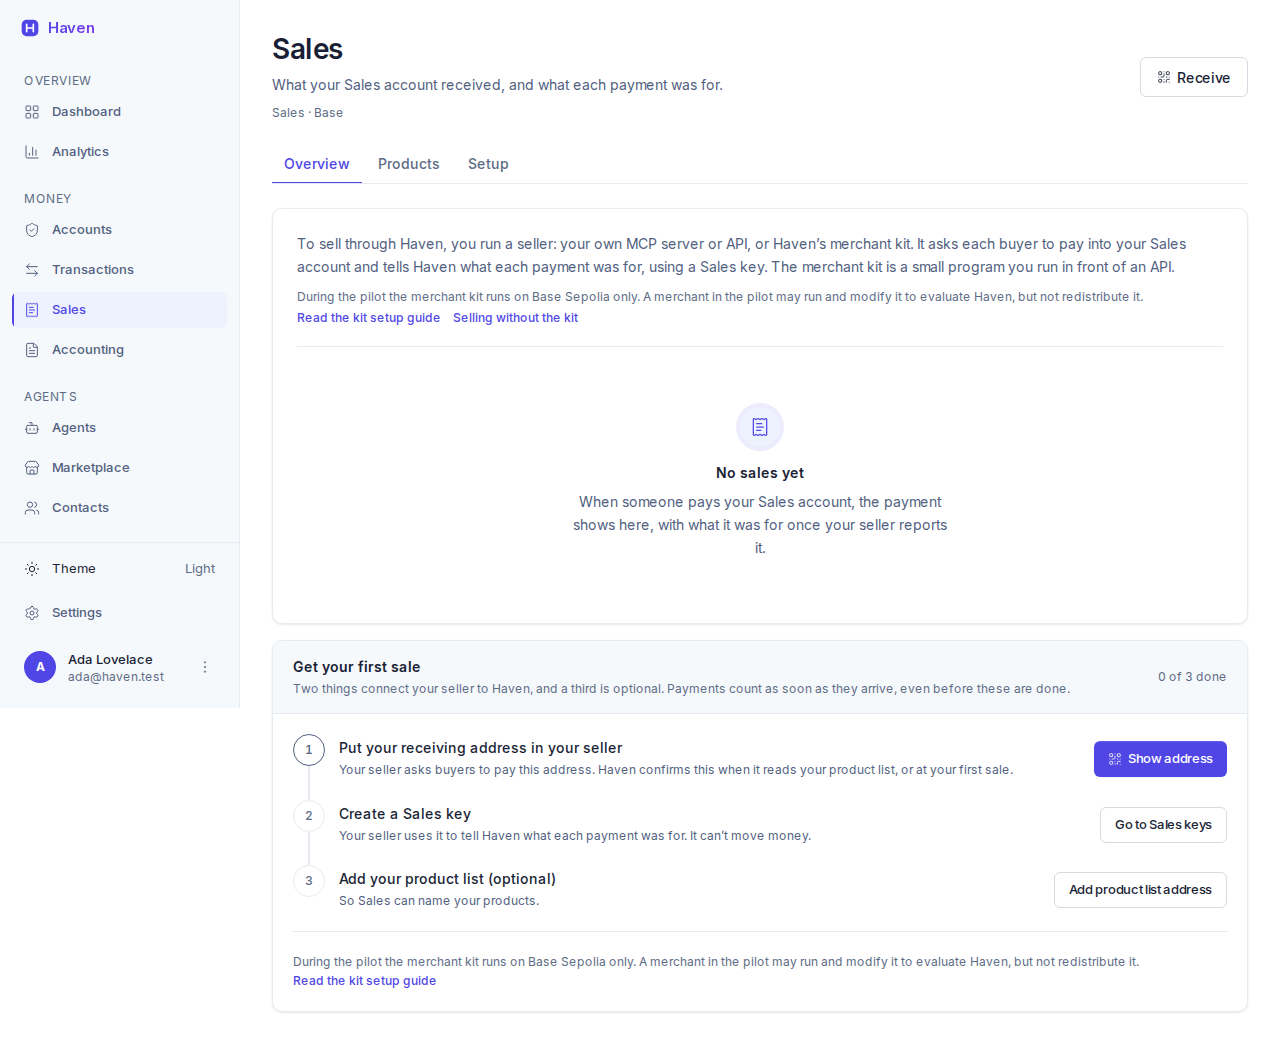 Haven
OVERVIEW
Dashboard
Analytics
MONEY
Accounts
Transactions
Sales
Accounting
AGENTS
Agents
Marketplace
Contacts
Theme
Light
Settings
A
Ada Lovelace
ada@haven.test
Sales
What your Sales account received, and what each payment was for.
Sales · Base
Receive
Overview
Products
Setup
To sell through Haven, you run a seller: your own MCP server or API, or Haven’s merchant kit. It asks each buyer to pay into your Sales
account and tells Haven what each payment was for, using a Sales key. The merchant kit is a small program you run in front of an API.
During the pilot the merchant kit runs on Base Sepolia only. A merchant in the pilot may run and modify it to evaluate Haven, but not redistribute it.
Read the kit setup guide Selling without the kit
No sales yet
When someone pays your Sales account, the payment
shows here, with what it was for once your seller reports
it.
Get your first sale
Two things connect your seller to Haven, and a third is optional. Payments count as soon as they arrive, even before these are done.
0 of 3 done
1
Put your receiving address in your seller
Your seller asks buyers to pay this address. Haven confirms this when it reads your product list, or at your first sale.
Show address
2
Create a Sales key
Your seller uses it to tell Haven what each payment was for. It can’t move money.
Go to Sales keys
3
Add your product list (optional)
So Sales can name your products.
Add product list address
During the pilot the merchant kit runs on Base Sepolia only. A merchant in the pilot may run and modify it to evaluate Haven, but not redistribute it.
Read the kit setup guide